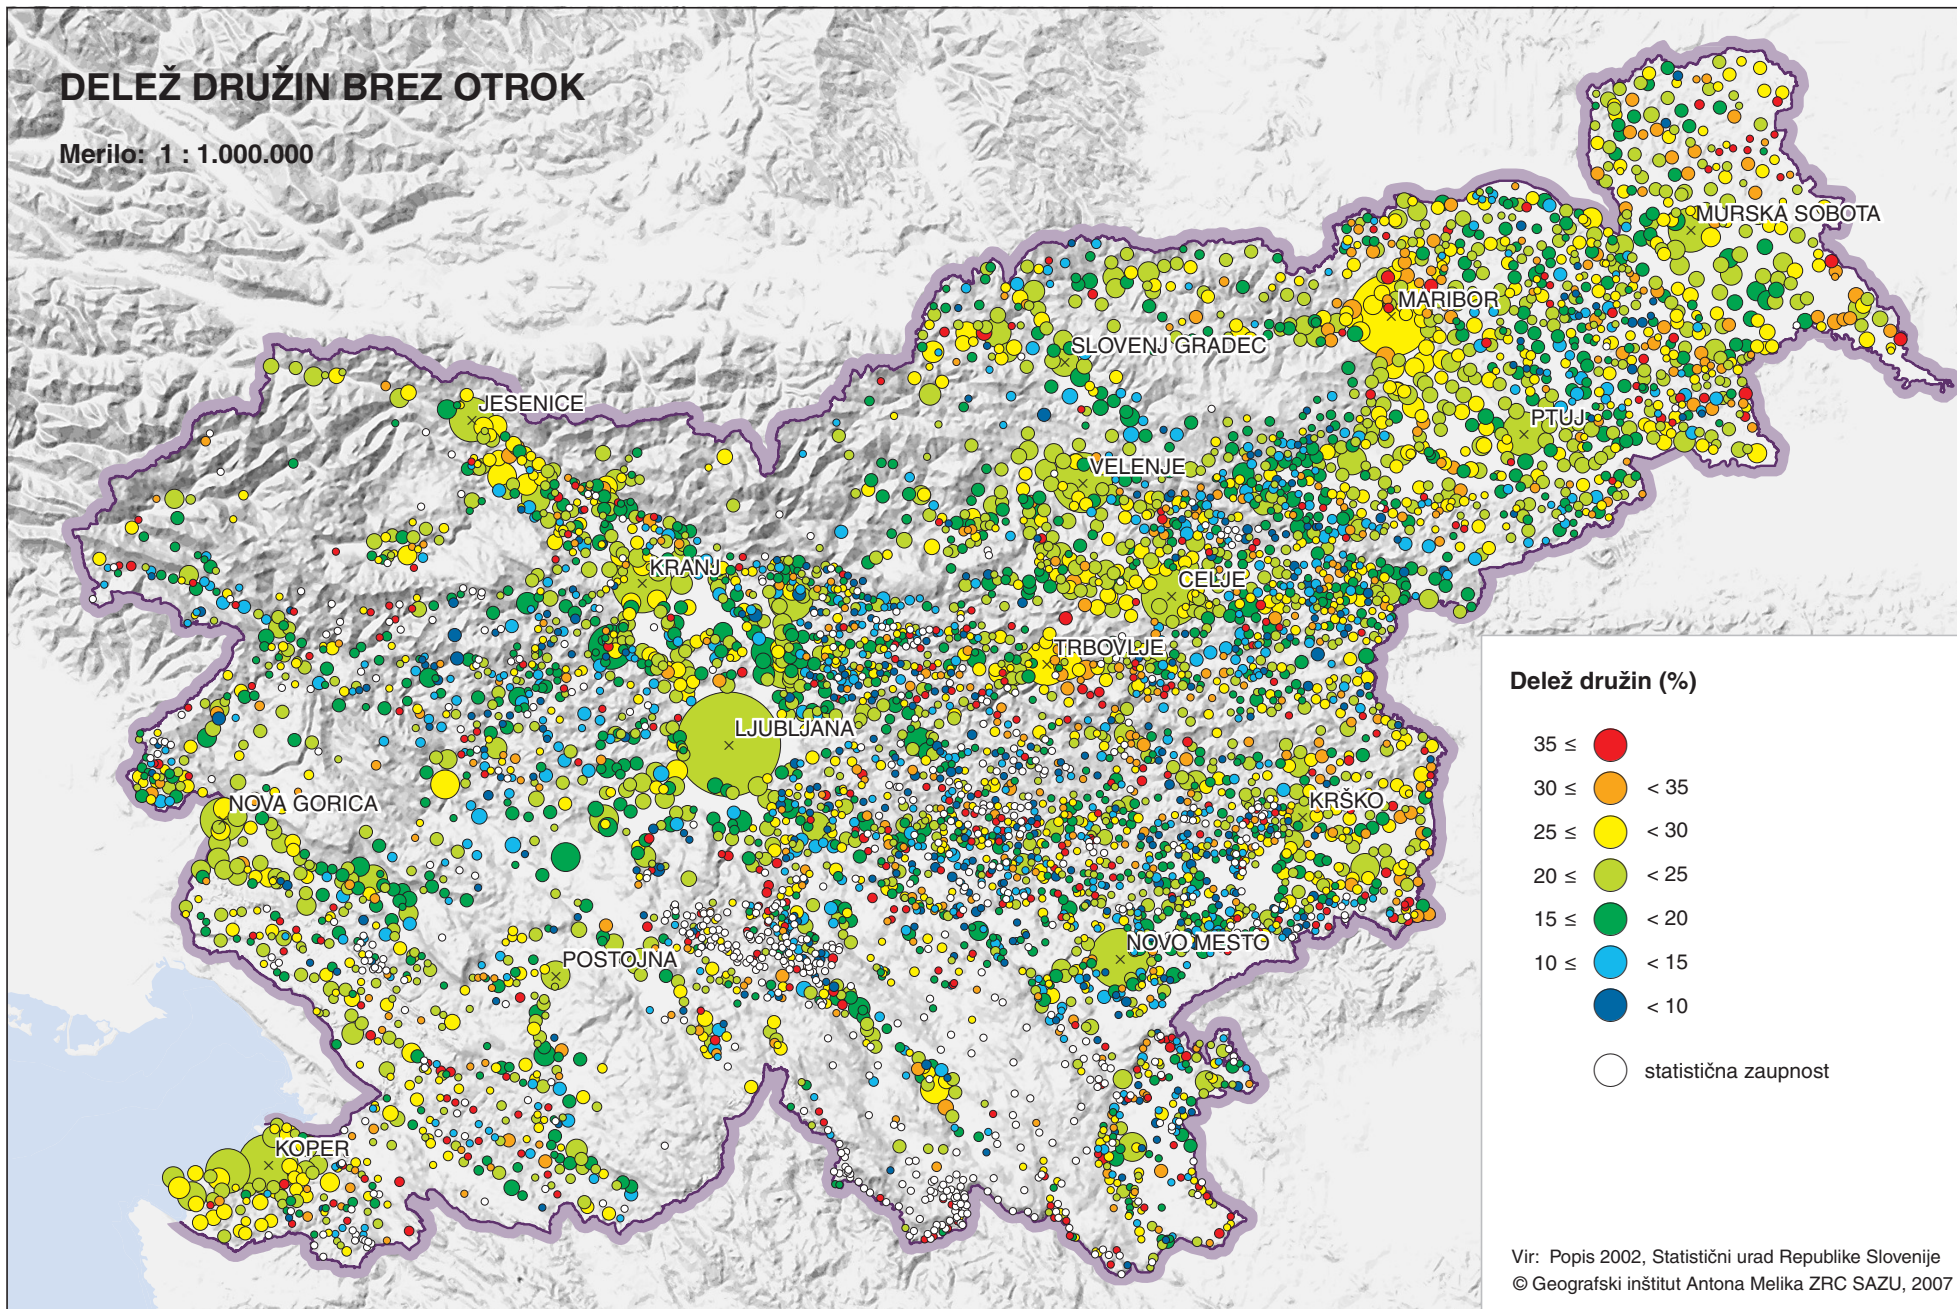 DELEŽ DRUŽIN BREZ OTROK
Merilo: 1 : 1.000.000
MURSKA SOBOTA
MARIBOR
SLOVENJ GRADEC
JESENICE
PTUJ
VELENJE
KRANJ
CELJE
TRBOVLJE
LJUBLJANA
NOVA GORICA
KRŠKO
NOVO MESTO
POSTOJNA
KOPER
Delež družin (%)
35 ≤
30 ≤ < 35
25 ≤ < 30
20 ≤ < 25
15 ≤ < 20
10 ≤ < 15
< 10
statistična zaupnost
Vir: Popis 2002, Statistični urad Republike Slovenije
© Geografski inštitut Antona Melika ZRC SAZU, 2007